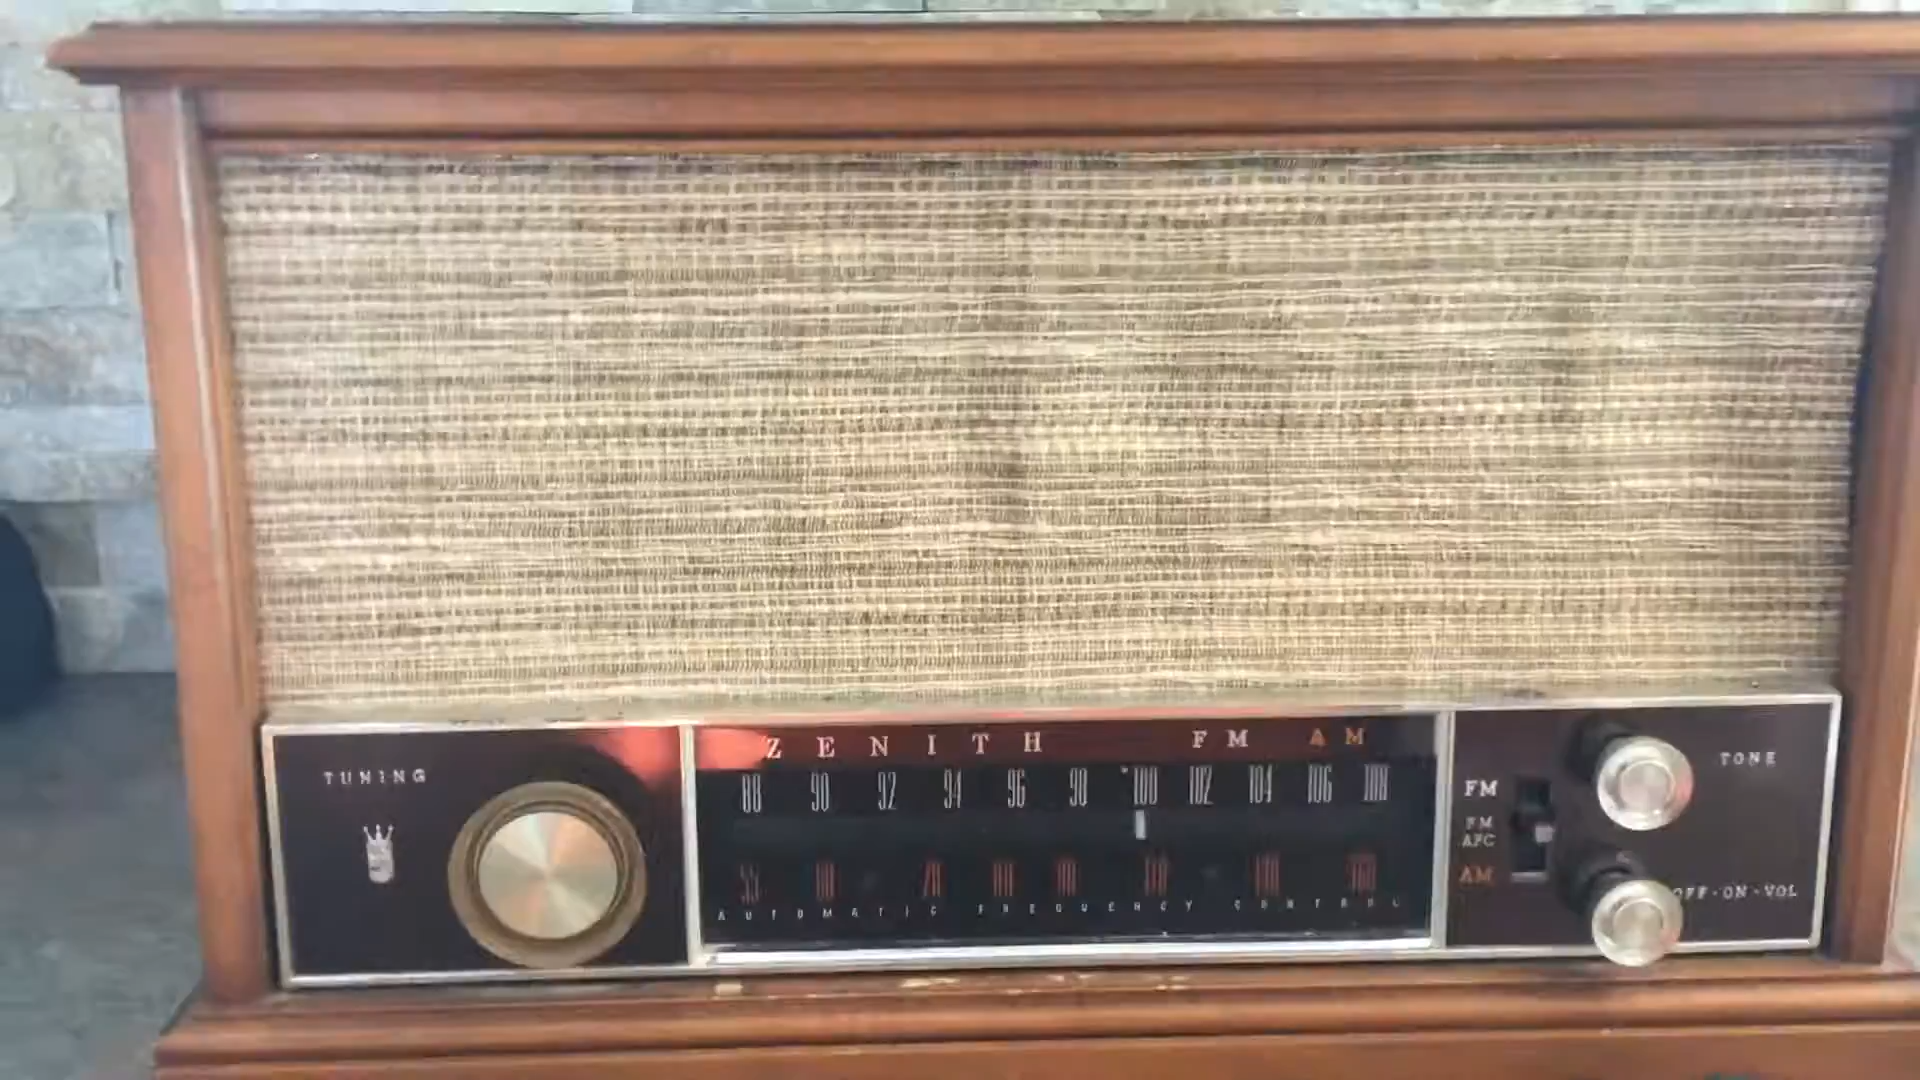 ZENITH FM AM
TUNING
88 90 92 94 96 98 100 102 104 106 108
AUTOMATIC FREQUENCY CONTROL
TONE
FM
FM
AFC
AM
OFF-ON-VOL